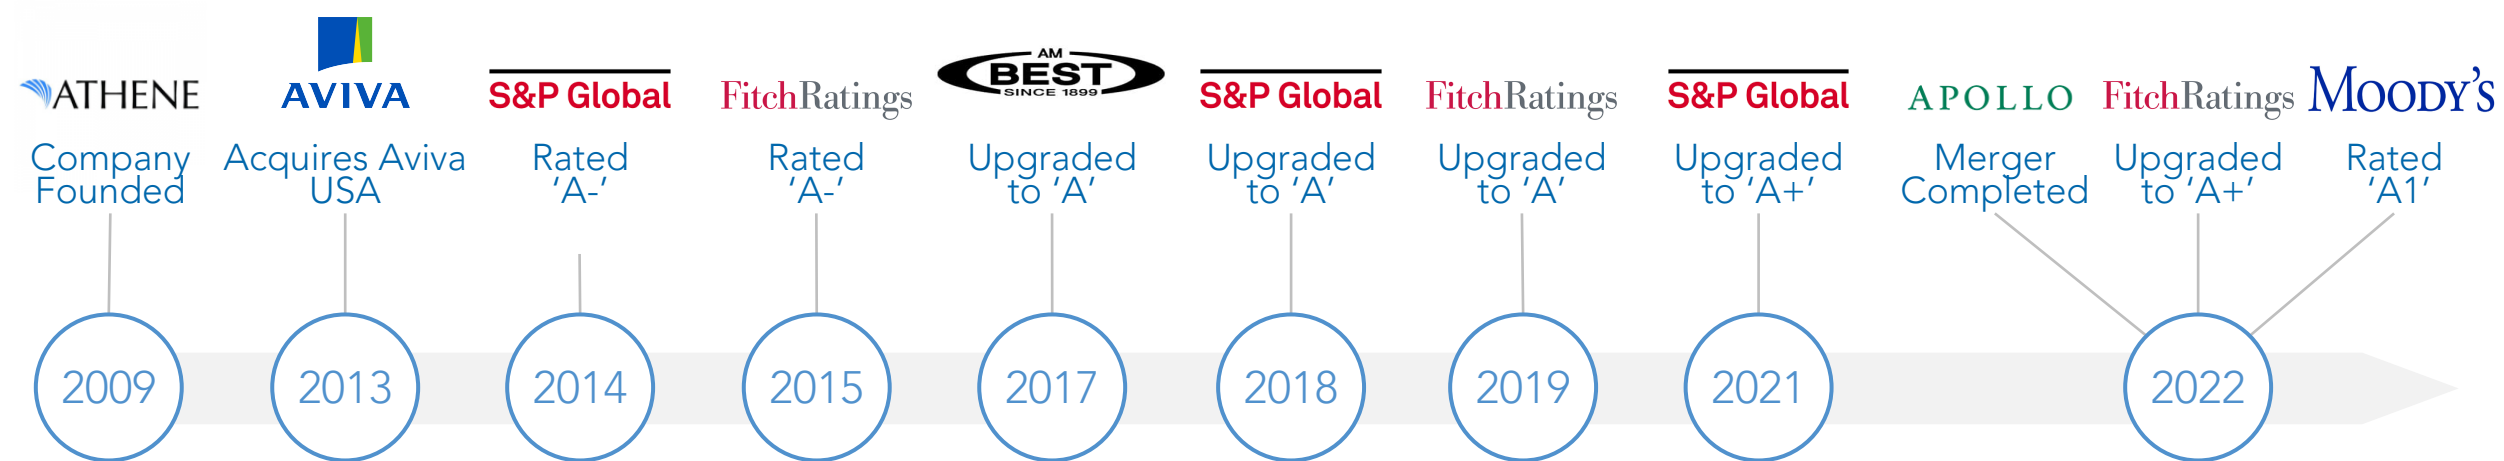 ATHENE
Company
Founded
AVIVA
Acquires Aviva
USA
S&P Global
Rated
‘A-’
FitchRatings
Rated
‘A-’
AM
BEST
SINCE 1899
Upgraded
to ‘A’
S&P Global
Upgraded
to ‘A’
FitchRatings
Upgraded
to ‘A’
S&P Global
Upgraded
to ‘A+’
APOLLO
Merger
Completed
FitchRatings
Upgraded
to ‘A+’
MOODY’S
Rated
‘A1’
2009
2013
2014
2015
2017
2018
2019
2021
2022